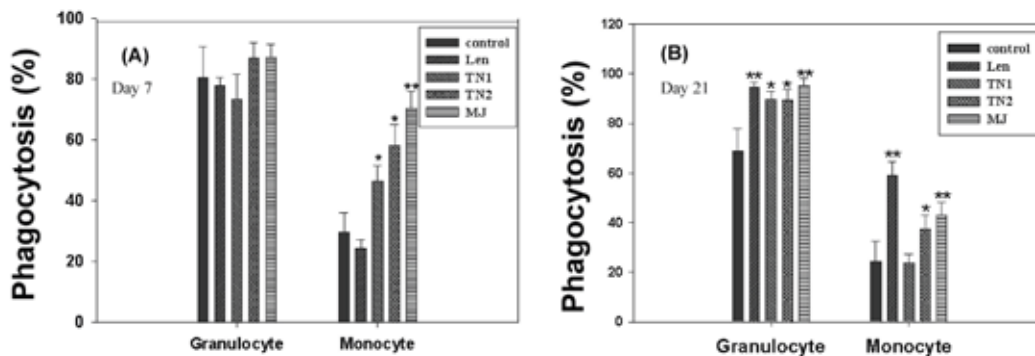 Phagocytosis (%)
100
80
60
40
20
0
(A)
Day 7
control
Len
TN1
TN2
MJ
*
*
**
Granulocyte
Monocyte
Phagocytosis (%)
120
100
80
60
40
20
0
(B)
Day 21
control
Len
TN1
TN2
MJ
**
*
*
**
**
*
**
Granulocyte
Monocyte